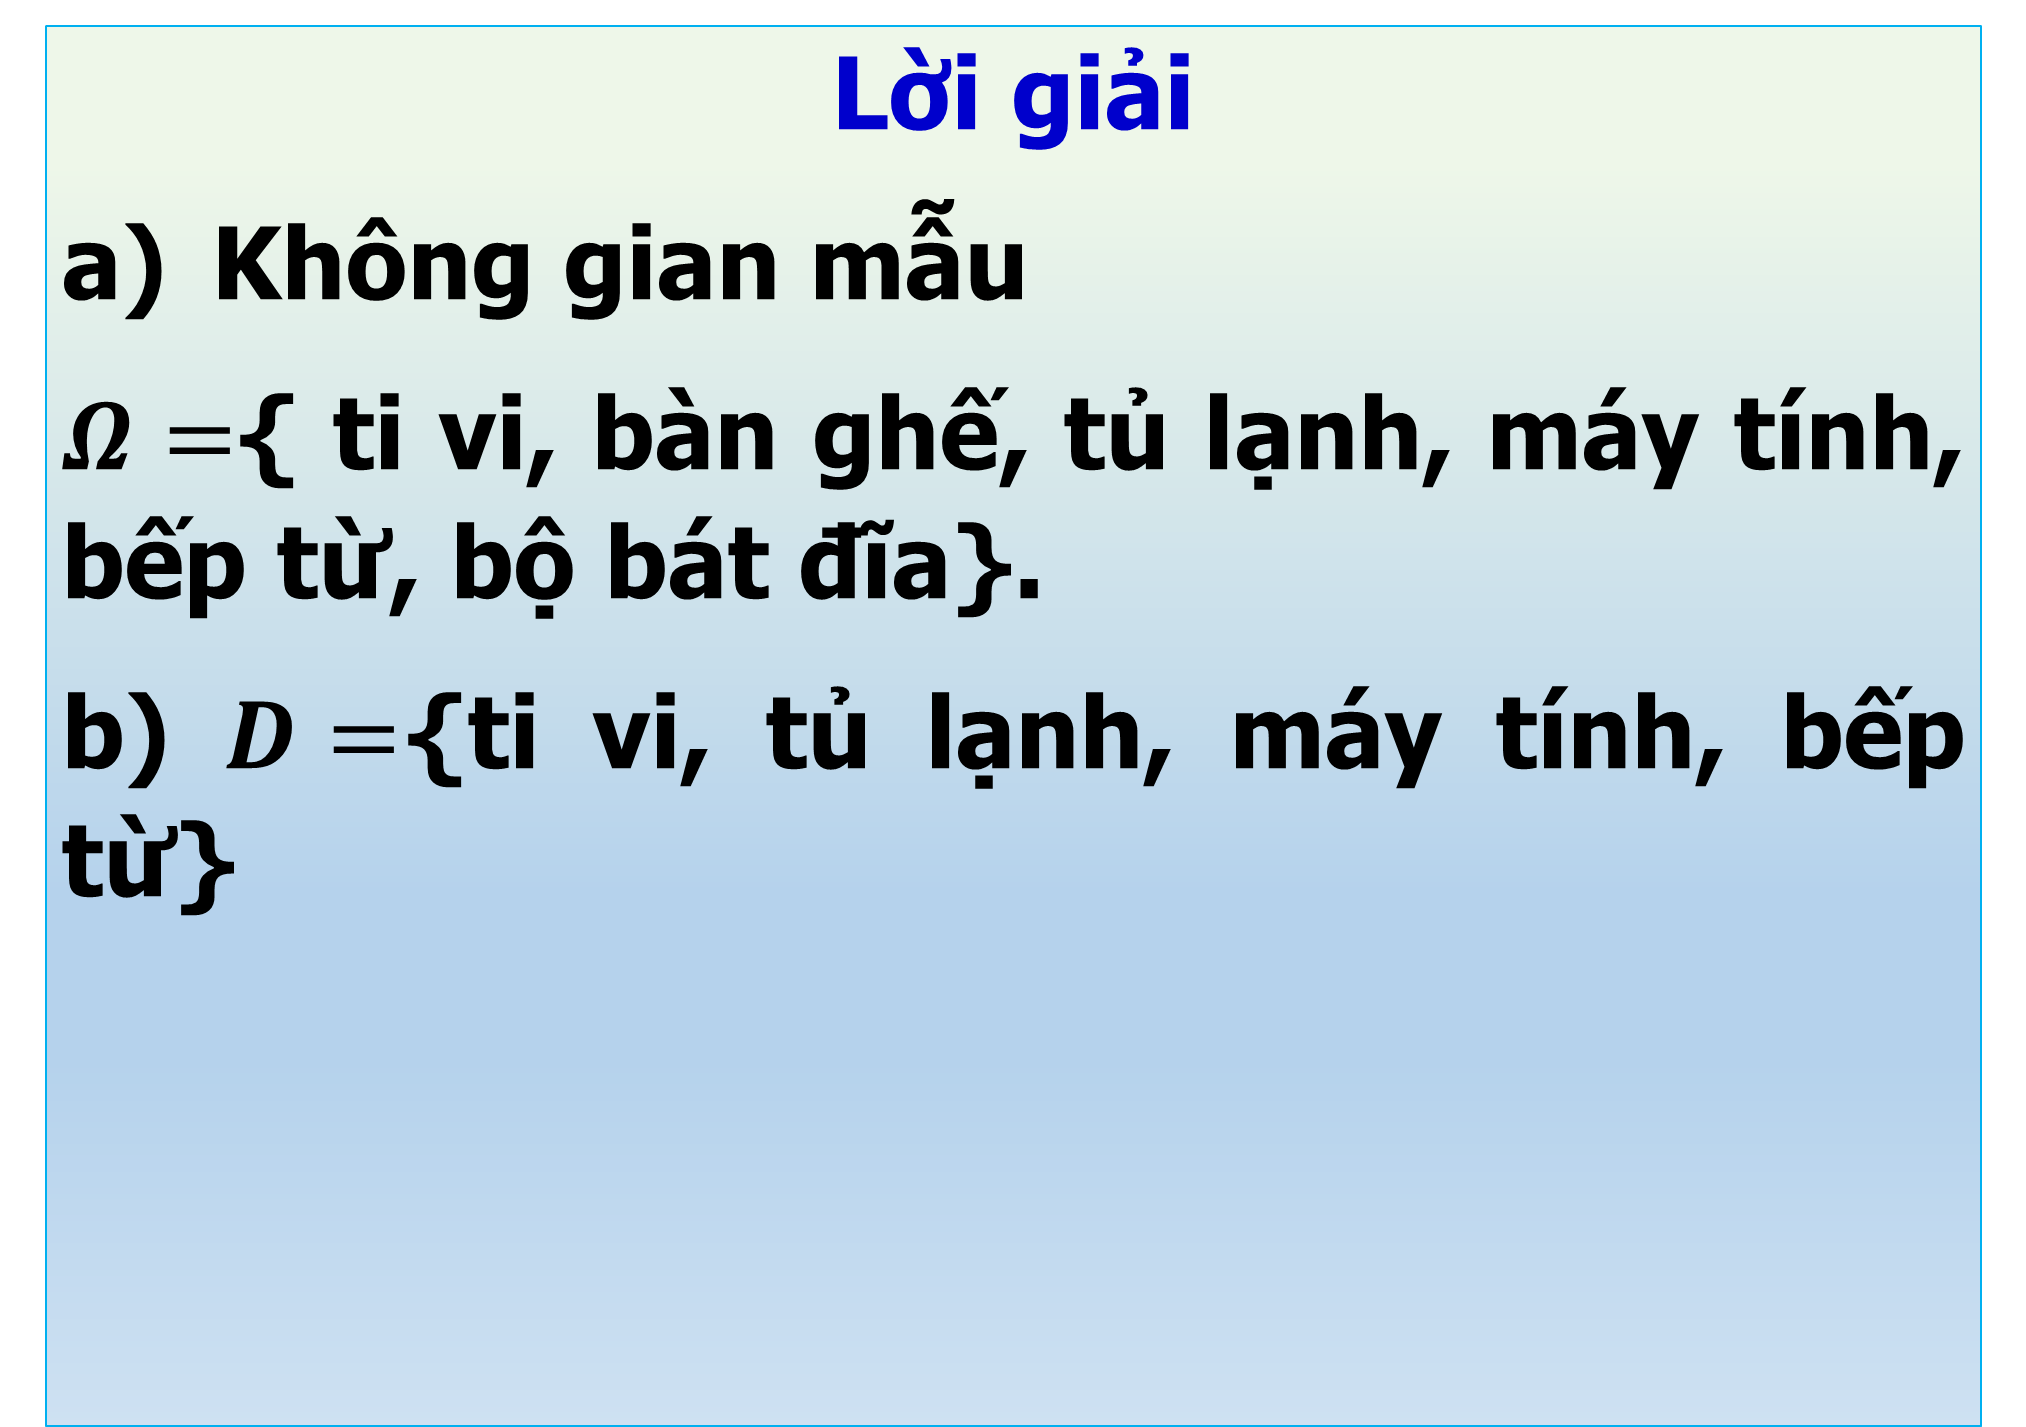 Lời giải
a) Không gian mẫu
𝜴 ={ ti vi, bàn ghế, tủ lạnh, máy tính,
bếp từ, bộ bát đĩa}.
b) 𝑫 ={ti vi, tủ lạnh, máy tính, bếp
từ}